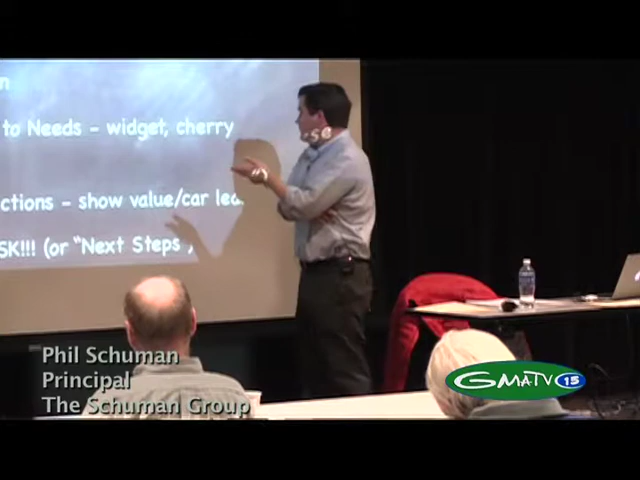 to Needs - widget, cherry
ctions - show value/car lea
SK!!! (or "Next Steps",
Phil Schuman
Principal
The Schuman Group
GMATV 15